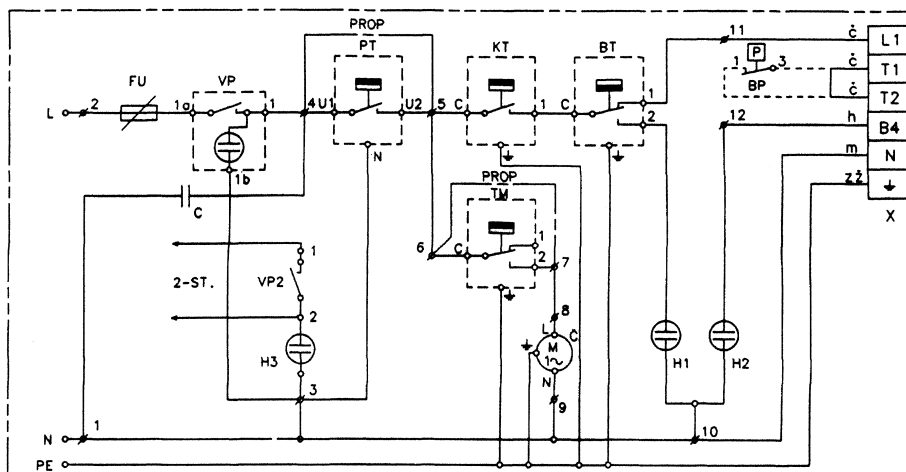 PROP
PT
KT
BT
11
č
L1
P
1
3
č
T1
BP
č
T2
FU
VP
L
2
1a
1
4
U1
U2
5
C
1
C
1
2
12
h
B4
N
m
N
1b
zž
X
C
PROP
TM
6
C
1
2
7
1
2-ST.
VP2
2
8
L
Č
M
1~
N
H3
H1
H2
3
9
N
1
10
PE